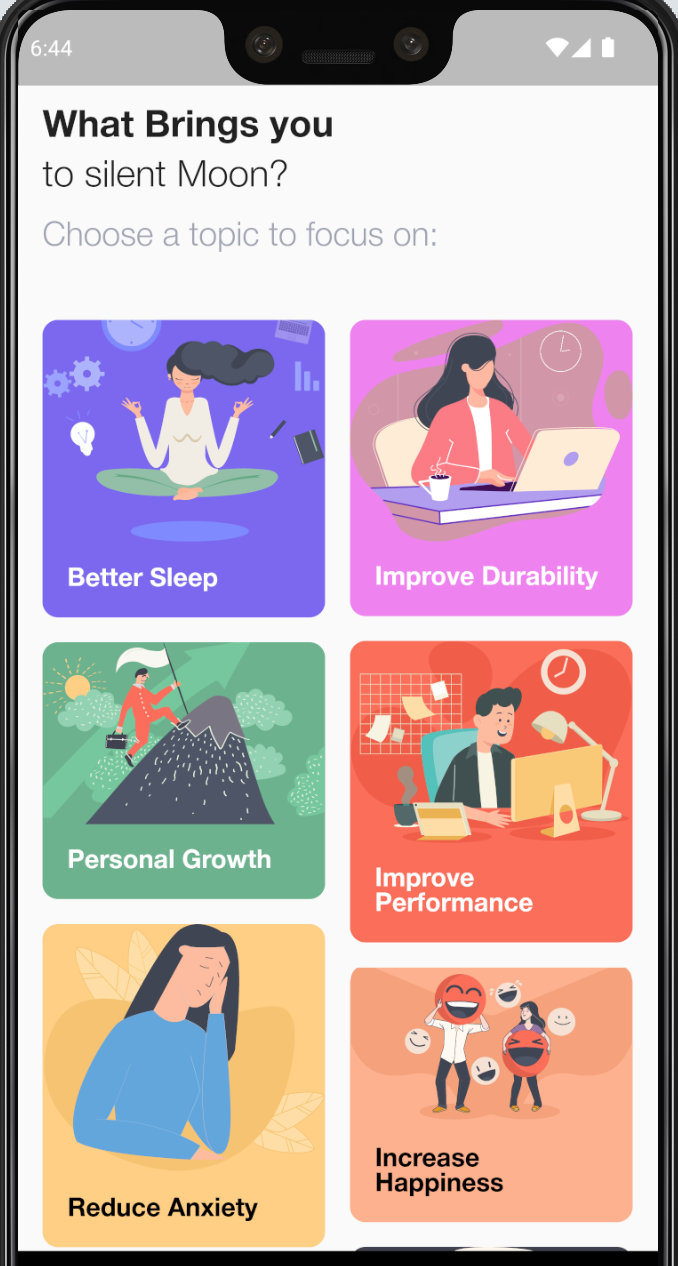 6:44
What Brings you
to silent Moon?
Choose a topic to focus on:
Better Sleep
Improve Durability
Personal Growth
Improve
Performance
Reduce Anxiety
Increase
Happiness